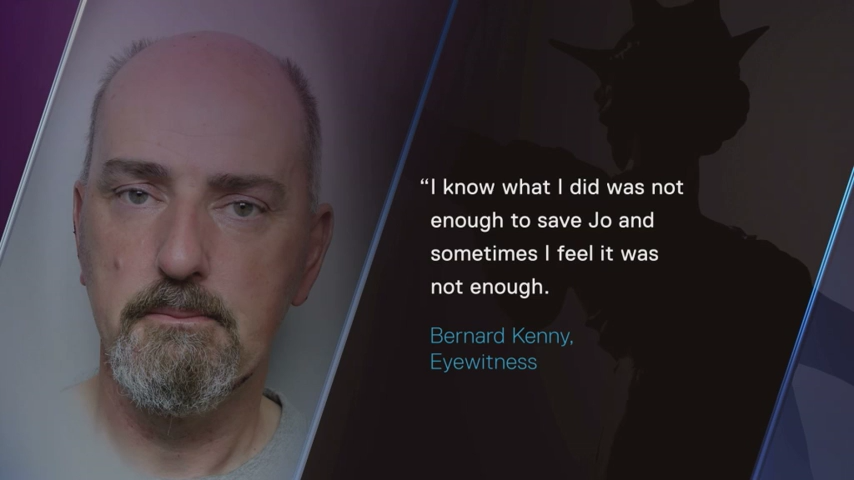 “I know what I did was not
enough to save Jo and
sometimes I feel it was
not enough.
Bernard Kenny,
Eyewitness